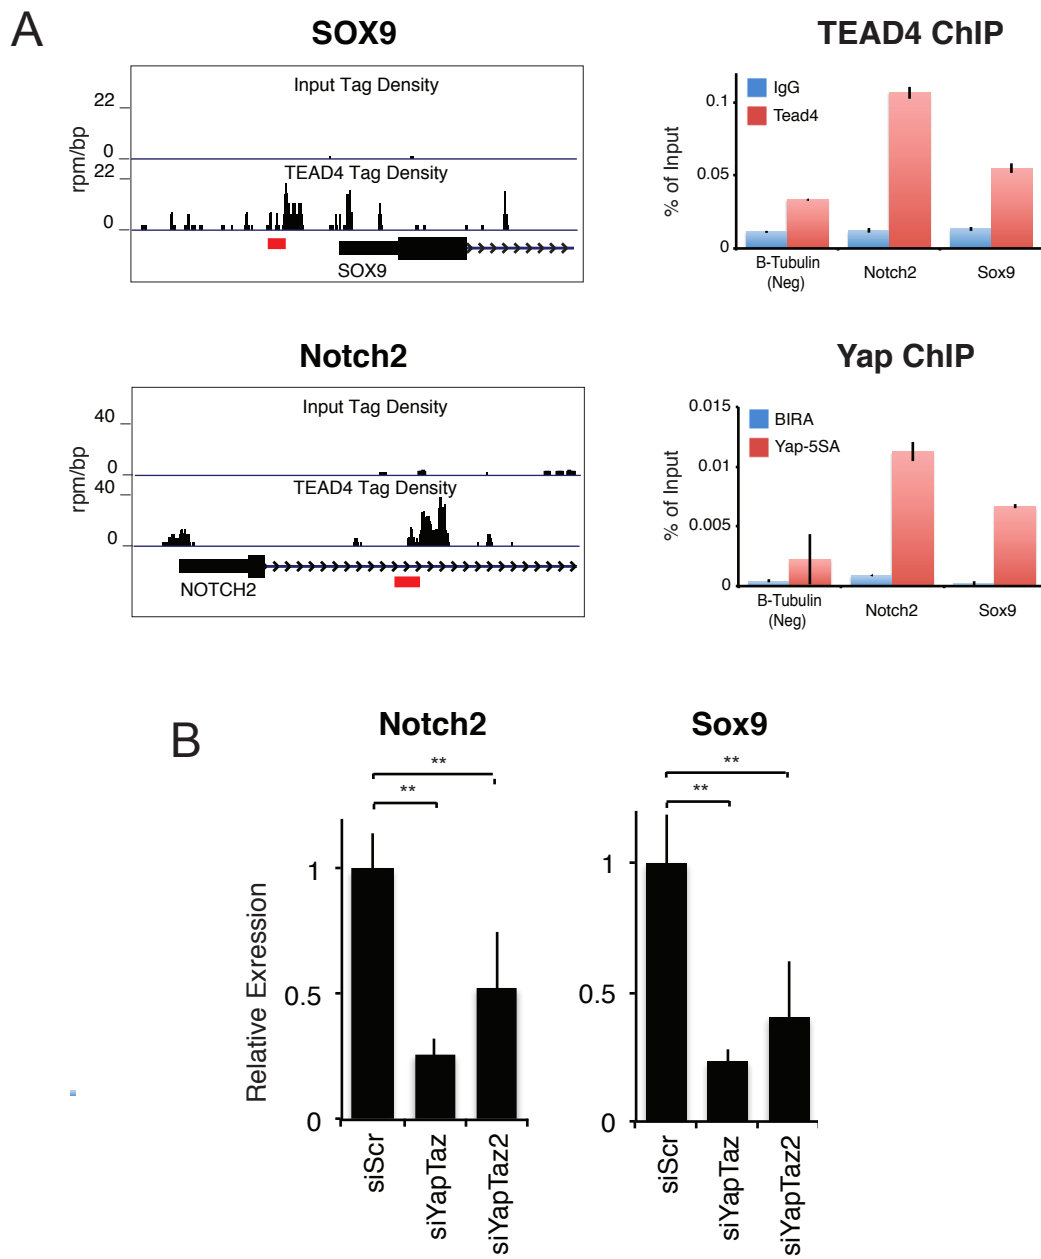 A
SOX9
Input Tag Density
22
0
rpm/bp
TEAD4 Tag Density
22
0
SOX9
TEAD4 ChIP
IgG
Tead4
0.1
0.05
0
% of Input
B-Tubulin
(Neg)
Notch2
Sox9
Notch2
Input Tag Density
40
0
rpm/bp
TEAD4 Tag Density
40
0
NOTCH2
Yap ChIP
BIRA
Yap-5SA
0.015
0.01
0.005
0
% of Input
B-Tubulin
(Neg)
Notch2
Sox9
B
Notch2
**
**
1
0.5
0
Relative Exression
siScr
siYapTaz
siYapTaz2
Sox9
**
**
1
0.5
0
siScr
siYapTaz
siYapTaz2